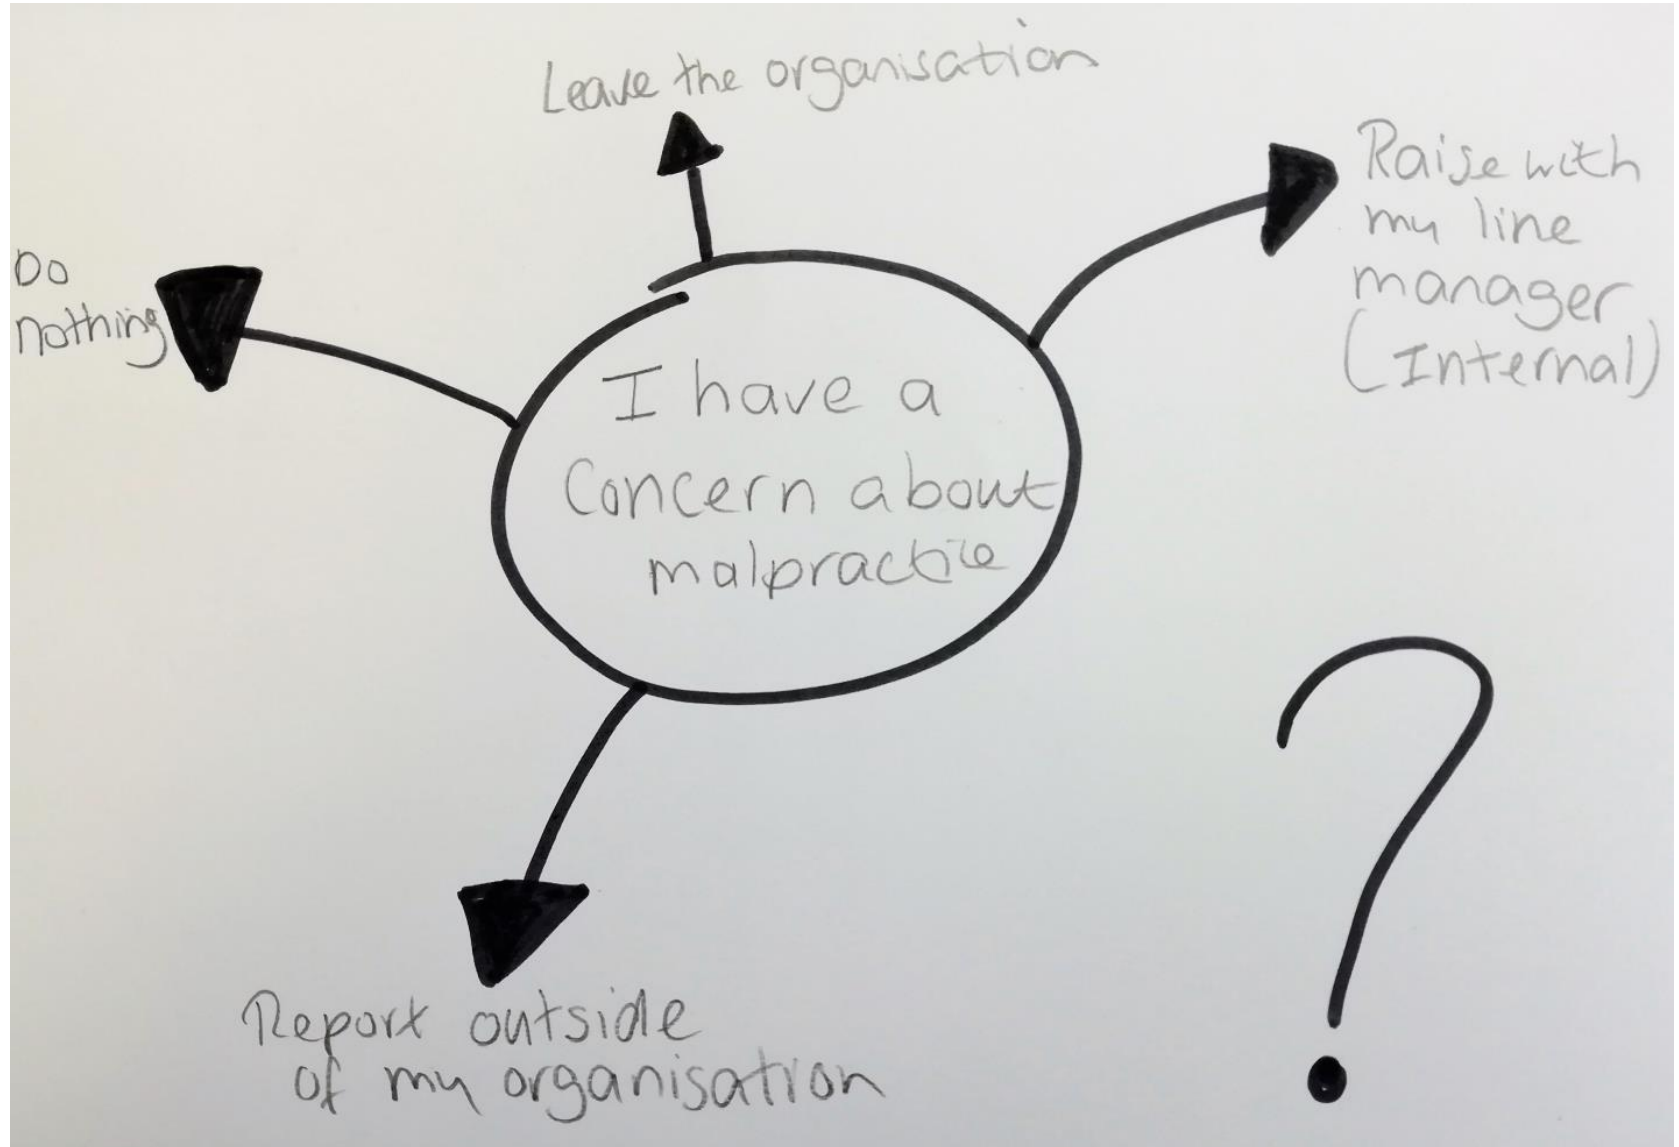 Leave the organisation
Raise with
my line
manager
(Internal)
Do
nothing
I have a
Concern about
malpractice
Report outside
of my organisation
?